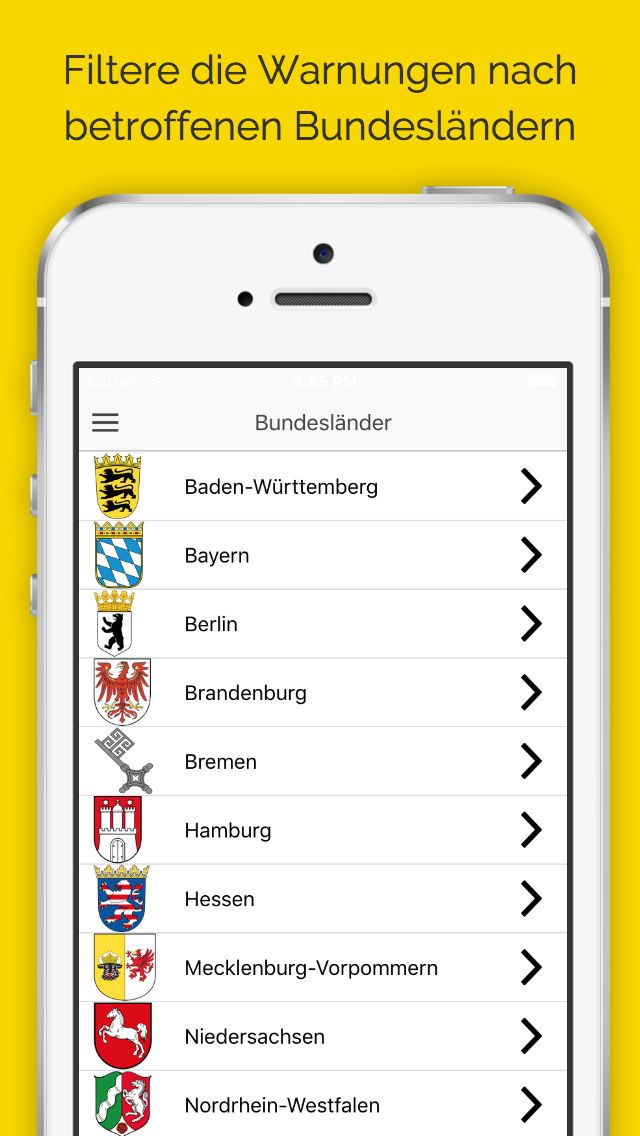 Filtere die Warnungen nach
betroffenen Bundesländern
Carrier 4:55 PM
Bundesländer
Baden-Württemberg
Bayern
Berlin
Brandenburg
Bremen
Hamburg
Hessen
Mecklenburg-Vorpommern
Niedersachsen
Nordrhein-Westfalen